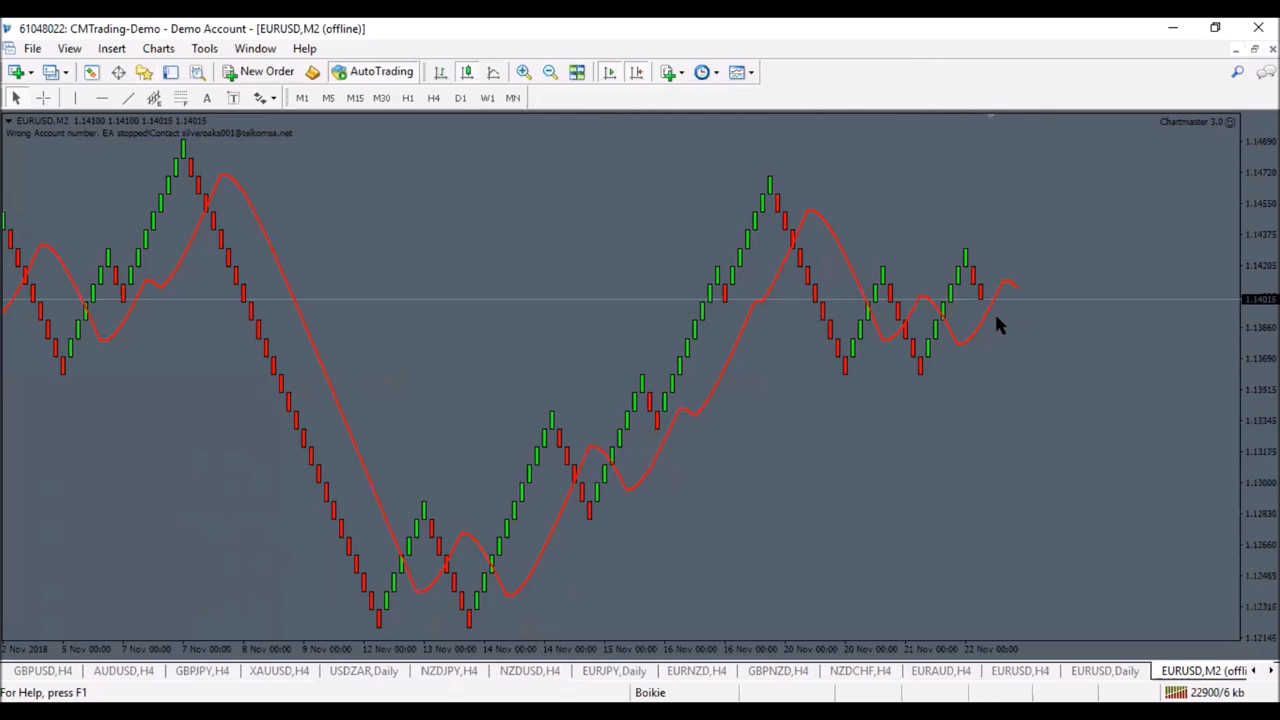 61048022: CMTrading-Demo - Demo Account - [EURUSD,M2 (offline)]
File View Insert Charts Tools Window Help
New Order AutoTrading
A T M1 M5 M15 M30 H1 H4 D1 W1 MN
EURUSD,M2 1.14100 1.14100 1.14015 1.14015
Chartmaster 3.0
Wrong Account number. EA stopped!Contact silveroaks001@telkomsa.net
1.14890
1.14720
1.14550
1.14375
1.14205
1.14015
1.13860
1.13690
1.13515
1.13345
1.13175
1.13000
1.12830
1.12660
1.12485
1.12315
1.12145
2 Nov 2018 5 Nov 00:00 7 Nov 00:00 7 Nov 00:00 9 Nov 00:00 12 Nov 00:00 13 Nov 00:00 14 Nov 00:00 14 Nov 00:00 15 Nov 00:00 16 Nov 00:00 16 Nov 00:00 20 Nov 00:00 20 Nov 00:00 21 Nov 00:00 22 Nov 00:00
GBPUSD,H4 AUDUSD,H4 GBPJPY,H4 XAUUSD,H4 USDZAR,Daily NZDJPY,H4 NZDUSD,H4 EURJPY,Daily EURNZD,H4 GBPNZD,H4 NZDCHF,H4 EURAUD,H4 EURUSD,H4 EURUSD,Daily EURUSD,M2 (offli
For Help, press F1 Boikie 22900/6 kb